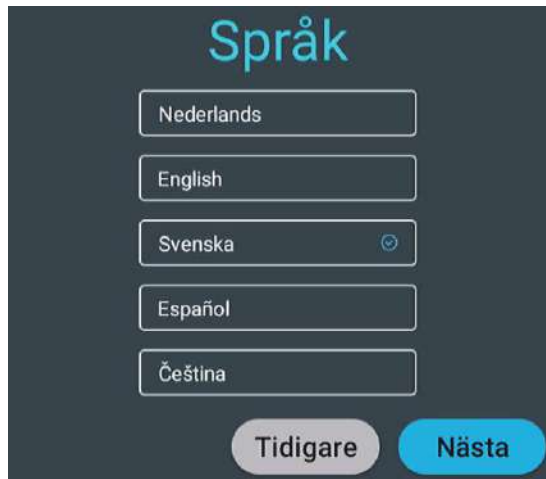 Språk
Nederlands
English
Svenska
Español
Čeština
Tidigare Nästa